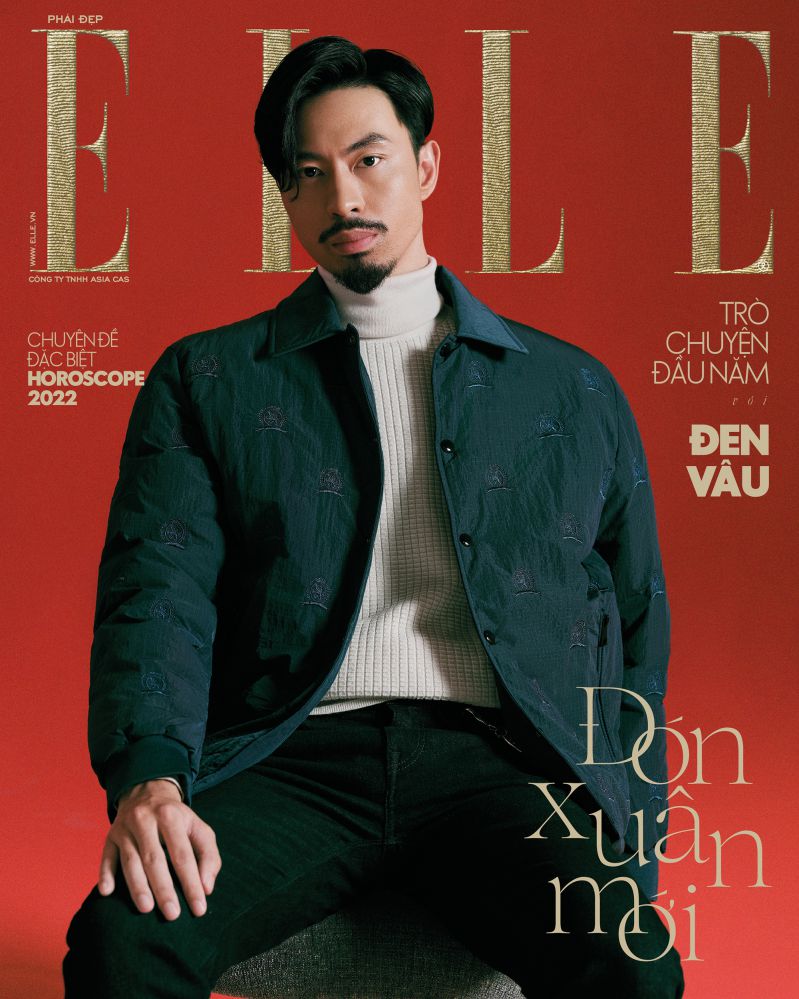 PHÁI ĐẸP
ELLE
WWW.ELLE.VN
CÔNG TY TNHH ASIA CAS
CHUYÊN ĐỀ
ĐẶC BIỆT
HOROSCOPE
2022
TRÒ
CHUYỆN
ĐẦU NĂM
với
ĐEN
VÂU
Đón
xuân
mới